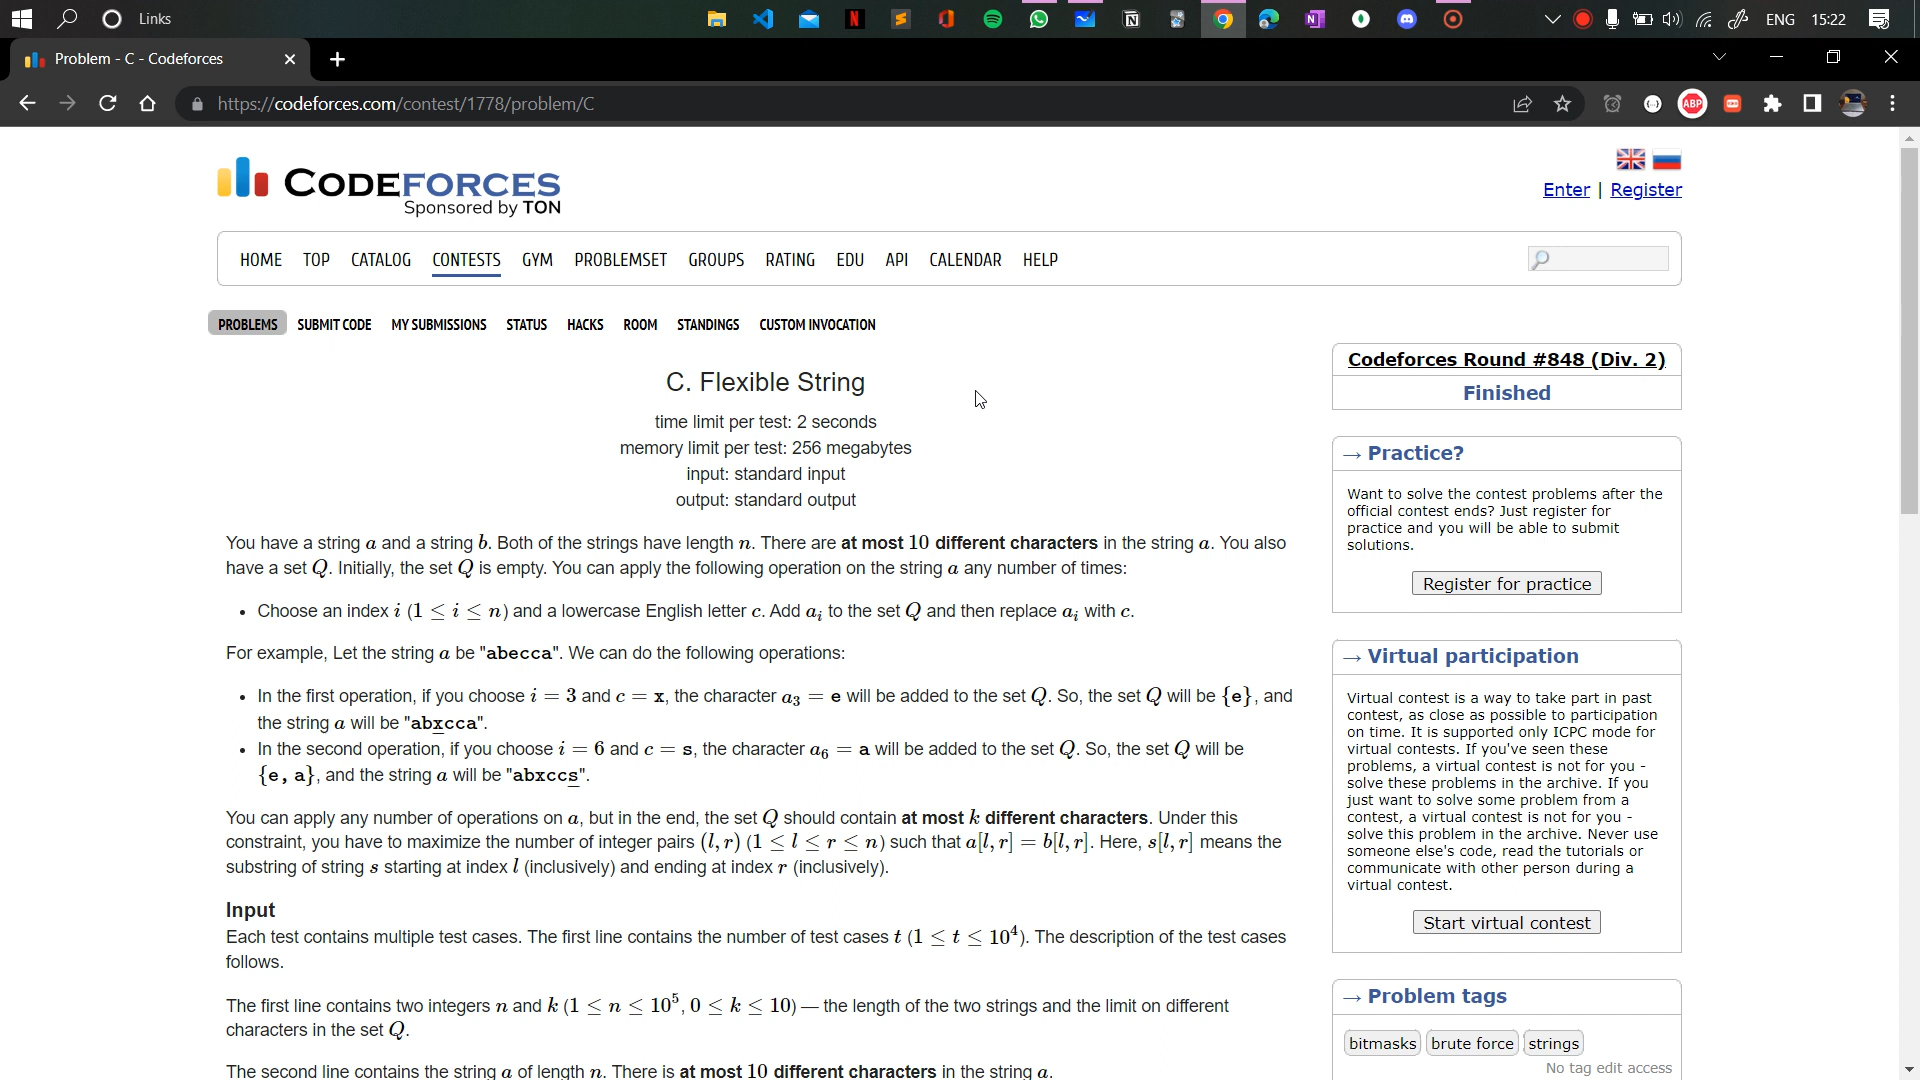 Links
ENG 15:22
Problem - C - Codeforces
https://codeforces.com/contest/1778/problem/C
ABP
CODEFORCES
Sponsored by TON
Enter | Register
HOME TOP CATALOG CONTESTS GYM PROBLEMSET GROUPS RATING EDU API CALENDAR HELP
PROBLEMS SUBMIT CODE MY SUBMISSIONS STATUS HACKS ROOM STANDINGS CUSTOM INVOCATION
C. Flexible String
time limit per test: 2 seconds
memory limit per test: 256 megabytes
input: standard input
output: standard output
You have a string a and a string b. Both of the strings have length n. There are at most 10 different characters in the string a. You also
have a set Q. Initially, the set Q is empty. You can apply the following operation on the string a any number of times:
• Choose an index i (1 ≤ i ≤ n) and a lowercase English letter c. Add aᵢ to the set Q and then replace aᵢ with c.
For example, Let the string a be "abecca". We can do the following operations:
• In the first operation, if you choose i = 3 and c = x, the character a₃ = e will be added to the set Q. So, the set Q will be {e}, and
the string a will be "abxcca".
• In the second operation, if you choose i = 6 and c = s, the character a₆ = a will be added to the set Q. So, the set Q will be
{e, a}, and the string a will be "abxccs".
You can apply any number of operations on a, but in the end, the set Q should contain at most k different characters. Under this
constraint, you have to maximize the number of integer pairs (l, r) (1 ≤ l ≤ r ≤ n) such that a[l, r] = b[l, r]. Here, s[l, r] means the
substring of string s starting at index l (inclusively) and ending at index r (inclusively).
Input
Each test contains multiple test cases. The first line contains the number of test cases t (1 ≤ t ≤ 10⁴). The description of the test cases
follows.
The first line contains two integers n and k (1 ≤ n ≤ 10⁵, 0 ≤ k ≤ 10) — the length of the two strings and the limit on different
characters in the set Q.
The second line contains the string a of length n. There is at most 10 different characters in the string a.
Codeforces Round #848 (Div. 2)
Finished
→ Practice?
Want to solve the contest problems after the
official contest ends? Just register for
practice and you will be able to submit
solutions.
Register for practice
→ Virtual participation
Virtual contest is a way to take part in past
contest, as close as possible to participation
on time. It is supported only ICPC mode for
virtual contests. If you've seen these
problems, a virtual contest is not for you -
solve these problems in the archive. If you
just want to solve some problem from a
contest, a virtual contest is not for you -
solve this problem in the archive. Never use
someone else's code, read the tutorials or
communicate with other person during a
virtual contest.
Start virtual contest
→ Problem tags
bitmasks brute force strings
No tag edit access